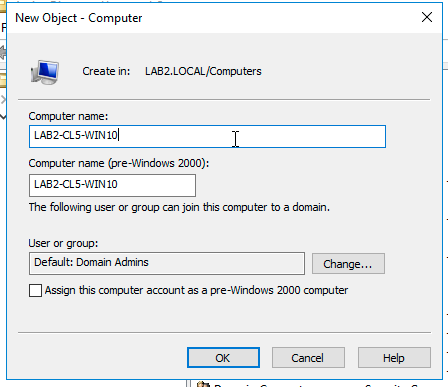 New Object - Computer
Create in: LAB2.LOCAL/Computers
Computer name:
LAB2-CL5-WIN10
Computer name (pre-Windows 2000):
LAB2-CL5-WIN10
The following user or group can join this computer to a domain.
User or group:
Default: Domain Admins
Change...
Assign this computer account as a pre-Windows 2000 computer
OK Cancel Help